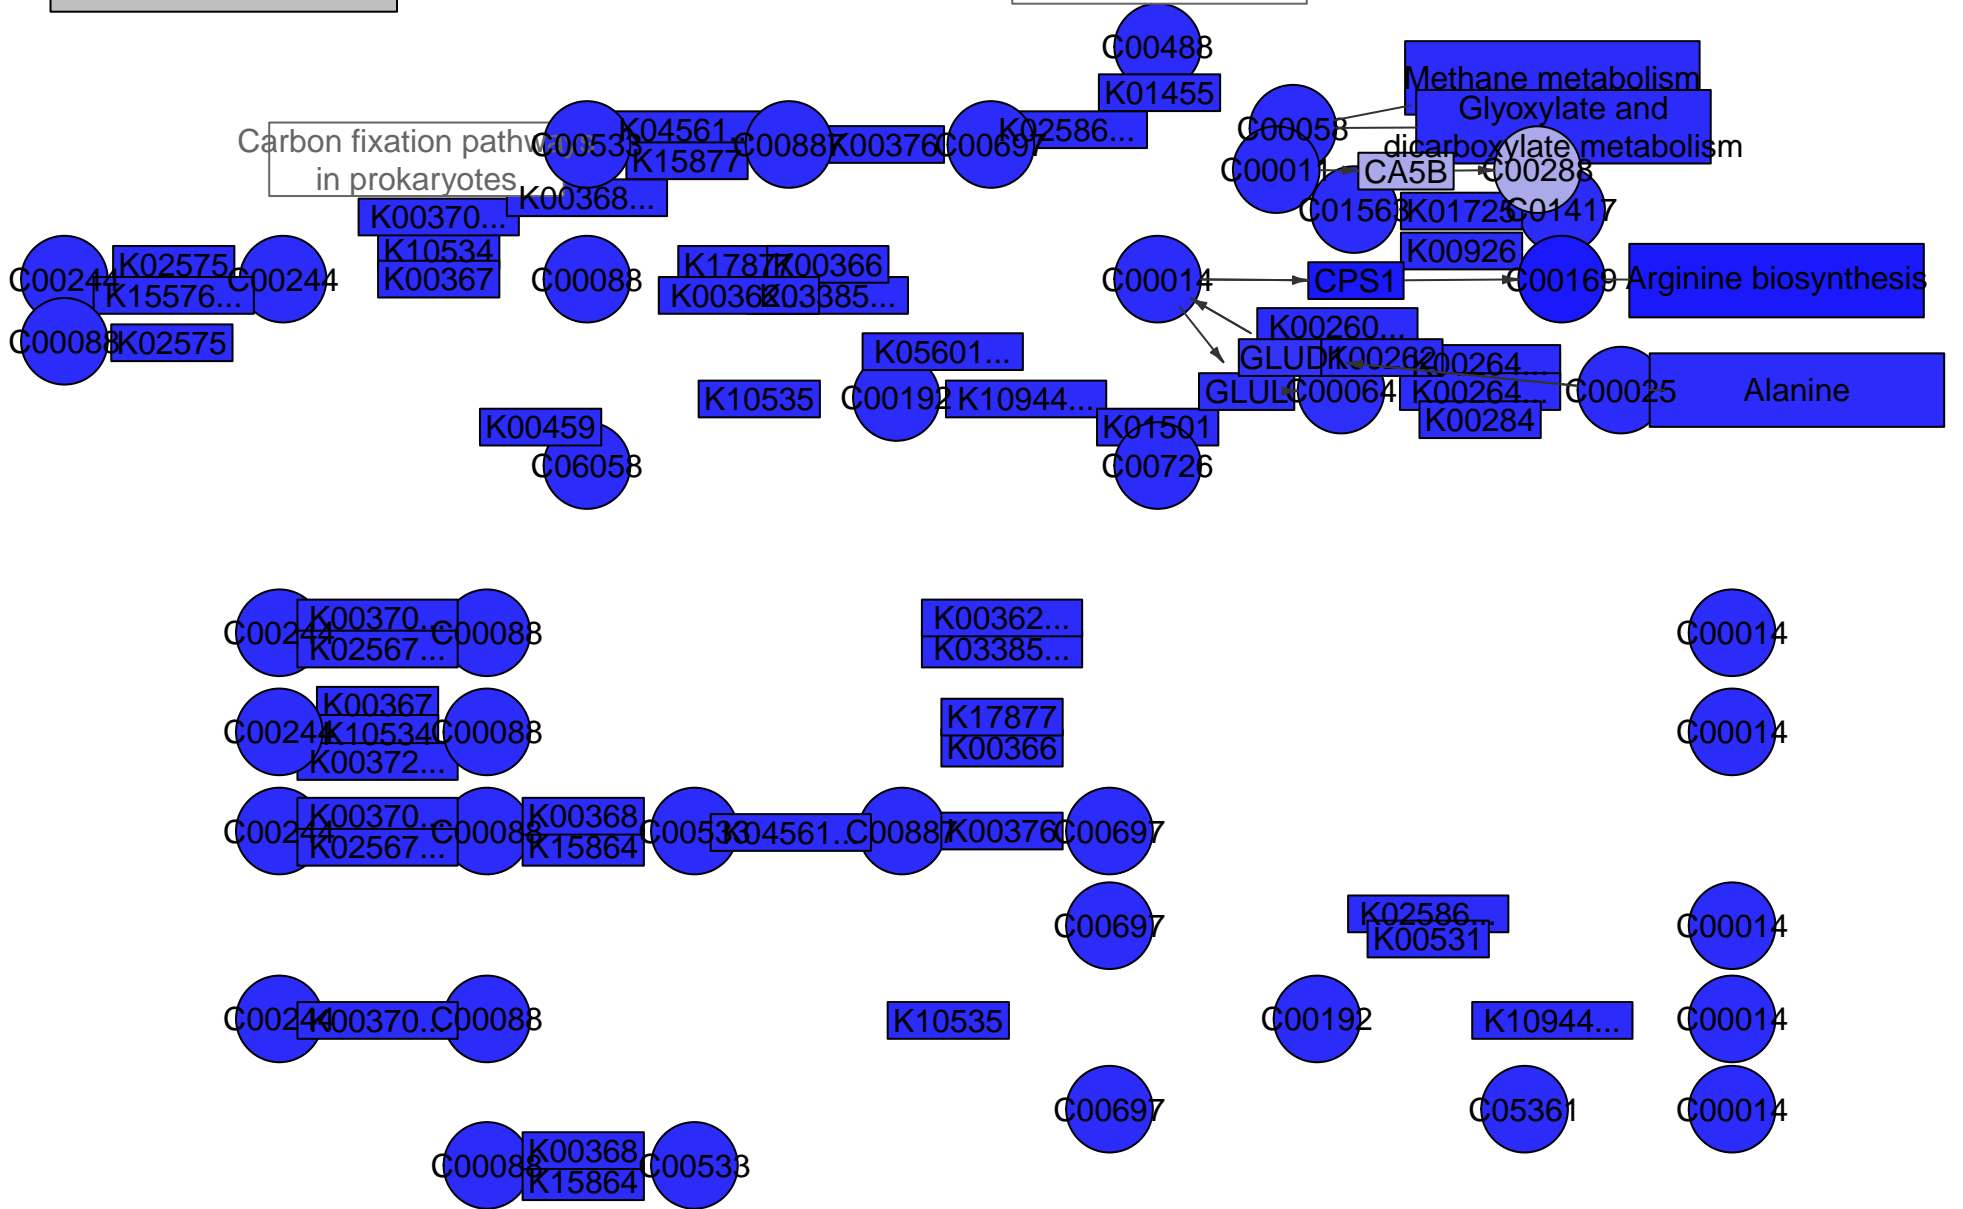 C00488
K01455
Methane metabolism
Glyoxylate and
dicarboxylate metabolism
C00058
Carbon fixation pathways
in prokaryotes
C00533
K04561...
K15877
C00887
K00376
C00697
K02586...
C00011
CA5B
C00288
K00368...
K00370...
C01563
K01725
C01417
K10534
K00367
K00926
C00244
K02575
K15576...
C00244
C00088
K17877
K00366
K00362...
K03385...
C00014
CPS1
C00169
Arginine biosynthesis
C00088
K02575
K00260...
K05601...
GLUD1
K00262
K00264...
K10535
C00192
K10944...
GLUL
C00064
K00264...
C00025
Alanine
K00284
K00459
K01501
C06058
C00726
C00244
K00370...
K02567...
C00088
K00362...
K03385...
C00014
C00244
K00367
K10534
K00372...
C00088
K17877
K00366
C00014
C00244
K00370...
K02567...
C00088
K00368
K15864
C00533
K04561...
C00887
K00376
C00697
C00697
K02586...
K00531
C00014
C00244
K00370...
C00088
K10535
C00192
K10944...
C00014
C00697
C05361
C00014
C00088
K00368
K15864
C00533